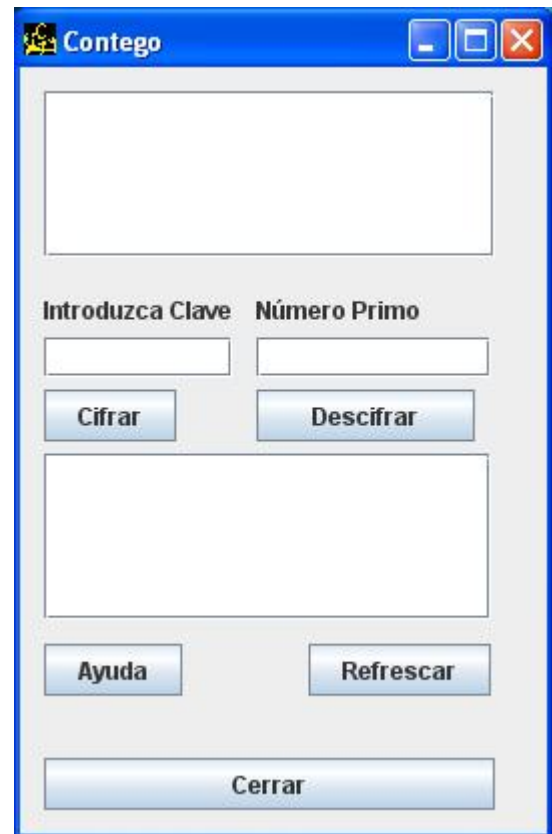 Contego
Introduzca Clave Número Primo
Cifrar Descifrar
Ayuda Refrescar
Cerrar